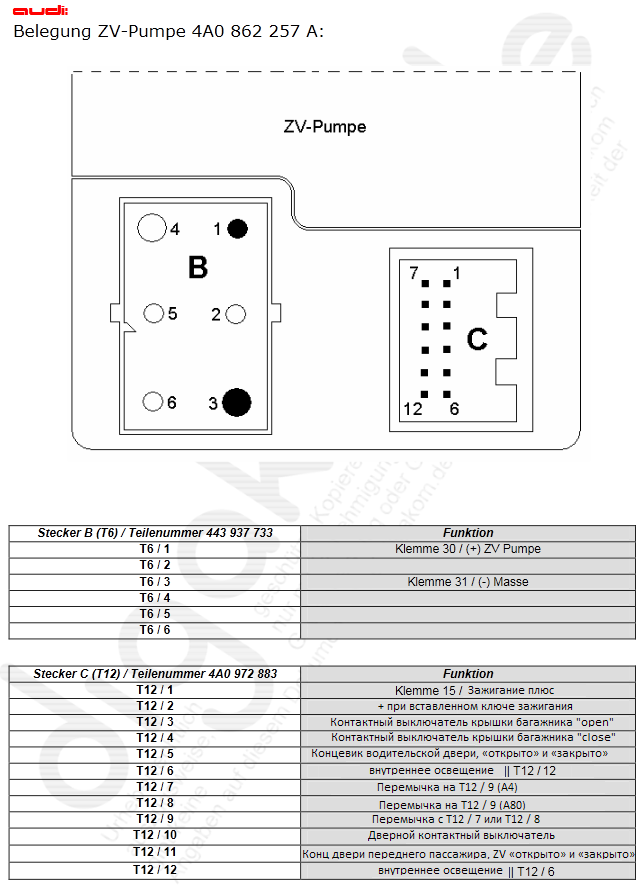 Audi:
Belegung ZV-Pumpe 4A0 862 257 A:
ZV-Pumpe
4 1
B
5 2
6 3
7 1
C
12 6
Stecker B (T6) / Teilenummer 443 937 733 Funktion
T6 / 1 Klemme 30 / (+) ZV Pumpe
T6 / 2
T6 / 3 Klemme 31 / (-) Masse
T6 / 4
T6 / 5
T6 / 6
Stecker C (T12) / Teilenummer 4A0 972 883 Funktion
T12 / 1 Klemme 15 / Зажигание плюс
T12 / 2 + при вставленном ключе зажигания
T12 / 3 Контактный выключатель крышки багажника "open"
T12 / 4 Контактный выключатель крышки багажника "close"
T12 / 5 Концевик водительской двери, «открыто» и «закрыто»
T12 / 6 внутреннее освещение || T12 / 12
T12 / 7 Перемычка на T12 / 9 (A4)
T12 / 8 Перемычка на T12 / 9 (A80)
T12 / 9 Перемычка с T12 / 7 или T12 / 8
T12 / 10 Дверной контактный выключатель
T12 / 11 Конц двери переднего пассажира, ZV «открыто» и «закрыто»
T12 / 12 внутреннее освещение || T12 / 6